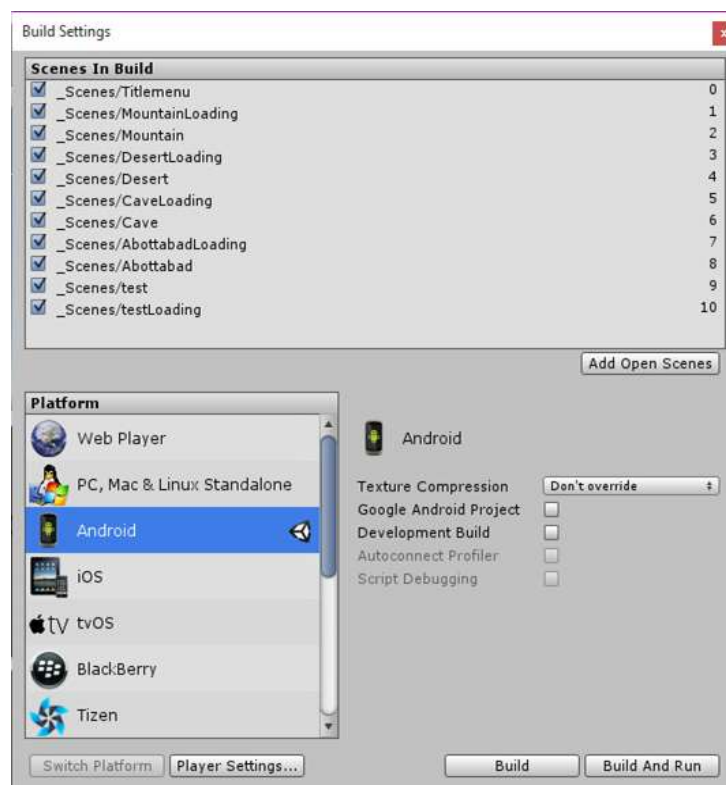 Build Settings
x
Scenes In Build
_Scenes/Titlemenu 0
_Scenes/MountainLoading 1
_Scenes/Mountain 2
_Scenes/DesertLoading 3
_Scenes/Desert 4
_Scenes/CaveLoading 5
_Scenes/Cave 6
_Scenes/AbottabadLoading 7
_Scenes/Abottabad 8
_Scenes/test 9
_Scenes/testLoading 10
Add Open Scenes
Platform
Web Player
PC, Mac & Linux Standalone
Android
iOS
tv tvOS
BlackBerry
Tizen
Android
Texture Compression Don't override
Google Android Project
Development Build
Autoconnect Profiler
Script Debugging
Switch Platform Player Settings... Build Build And Run